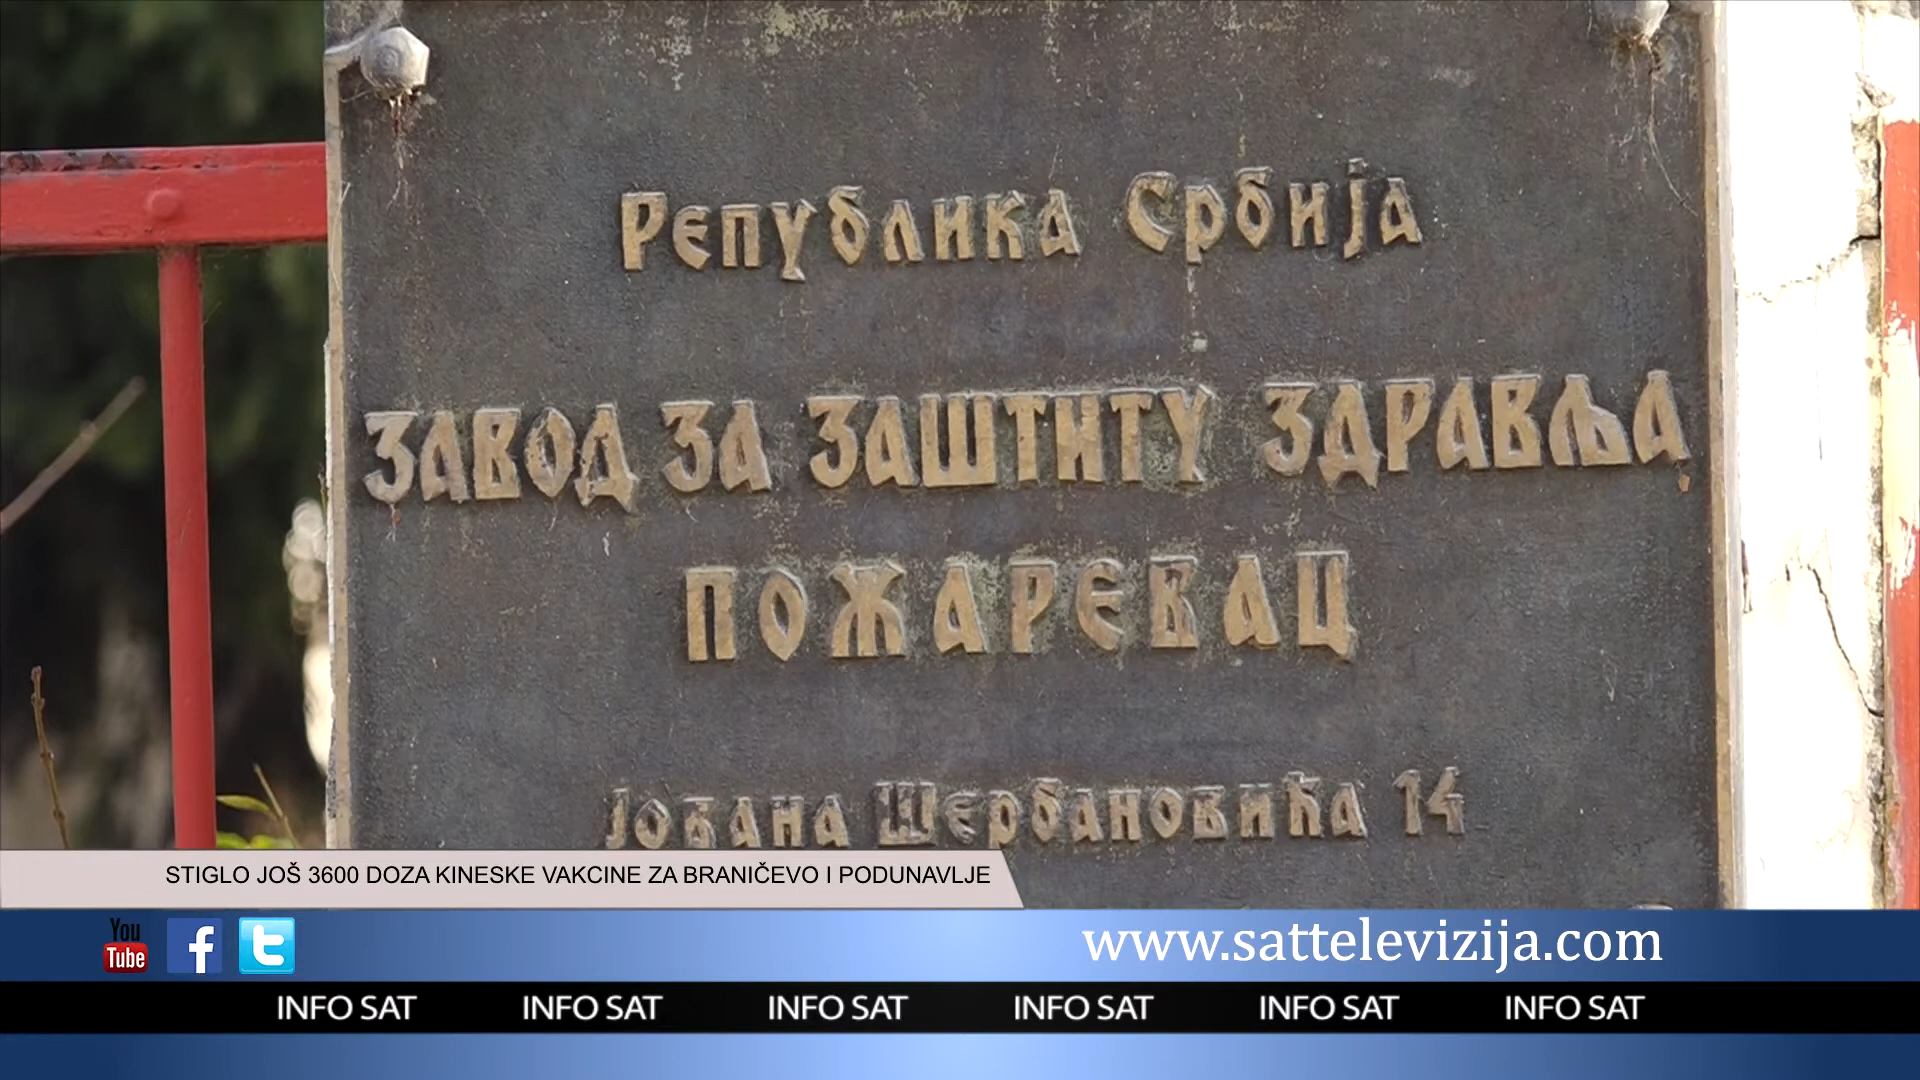 Република Србија
ЗАВОД ЗА ЗАШТИТУ ЗДРАВЉА
ПОЖАРЕВАЦ
Јована Шербановића 14
STIGLO JOŠ 3600 DOZA KINESKE VAKCINE ZA BRANIČEVO I PODUNAVLJE
You Tube
www.sattelevizija.com
INFO SAT INFO SAT INFO SAT INFO SAT INFO SAT INFO SAT